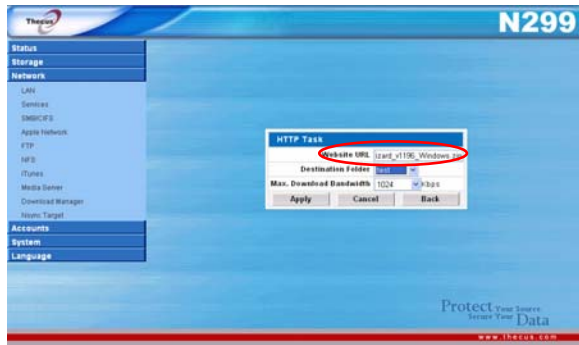 Thecus
N299
Status
Storage
Network
LAN
Services
SMB/CIFS
Apple Network
FTP
NFS
iTunes
Media Server
Download Manager
Nsync Target
Accounts
System
Language
HTTP Task
Website URL izard_v1196_Windows.zip
Destination Folder test
Max. Download Bandwidth 1024 Kbps
Apply Cancel Back
Protect Your Source
Secure Your Data
www.thecus.com